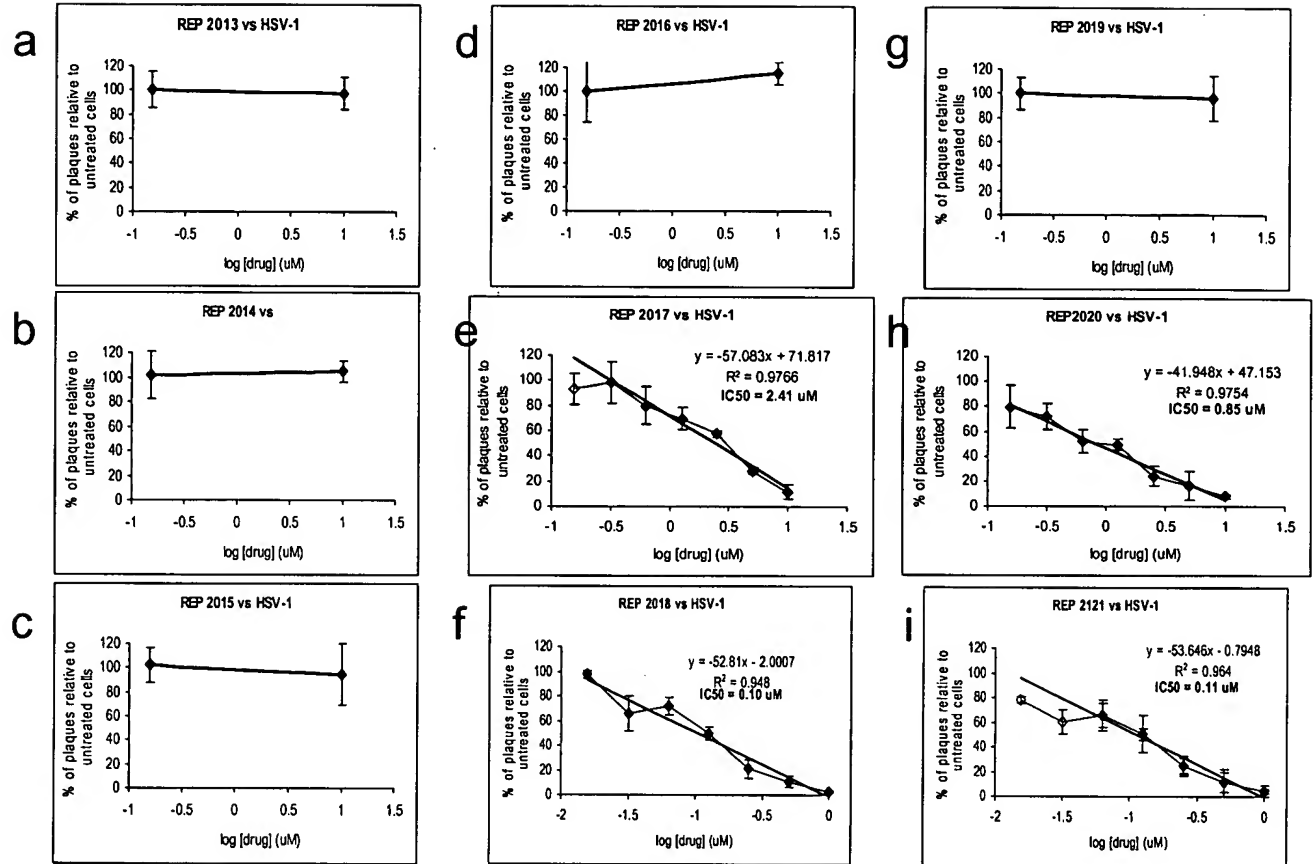 a
REP 2013 vs HSV-1
% of plaques relative to
untreated cells
120
100
80
60
40
20
0
-1 -0.5 0 0.5 1 1.5
log [drug] (uM)
b
REP 2014 vs
% of plaques relative to
untreated cells
120
100
80
60
40
20
0
-1 -0.5 0 0.5 1 1.5
log [drug] (uM)
c
REP 2015 vs HSV-1
% of plaques relative to
untreated cells
120
100
80
60
40
20
0
-1 -0.5 0 0.5 1 1.5
log [drug] (uM)
d
REP 2016 vs HSV-1
% of plaques relative to
untreated cells
120
100
80
60
40
20
0
-1 -0.5 0 0.5 1 1.5
log [drug] (uM)
e
REP 2017 vs HSV-1
y = -57.083x + 71.817
R² = 0.9766
IC50 = 2.41 uM
% of plaques relative to
untreated cells
120
100
80
60
40
20
0
-1 -0.5 0 0.5 1 1.5
log [drug] (uM)
f
REP 2018 vs HSV-1
y = -52.81x - 2.0007
R² = 0.948
IC50 = 0.10 uM
% of plaques relative to
untreated cells
120
100
80
60
40
20
0
-2 -1.5 -1 -0.5 0
log [drug] (uM)
g
REP 2019 vs HSV-1
% of plaques relative to
untreated cells
120
100
80
60
40
20
0
-1 -0.5 0 0.5 1 1.5
log [drug] (uM)
h
REP2020 vs HSV-1
y = -41.948x + 47.153
R² = 0.9754
IC50 = 0.85 uM
% of plaques relative to
untreated cells
120
100
80
60
40
20
0
-1 -0.5 0 0.5 1 1.5
log [drug] (uM)
i
REP 2121 vs HSV-1
y = -53.646x - 0.7948
R² = 0.964
IC50 = 0.11 uM
% of plaques relative to
untreated cells
120
100
80
60
40
20
0
-2 -1.5 -1 -0.5 0
log [drug] (uM)